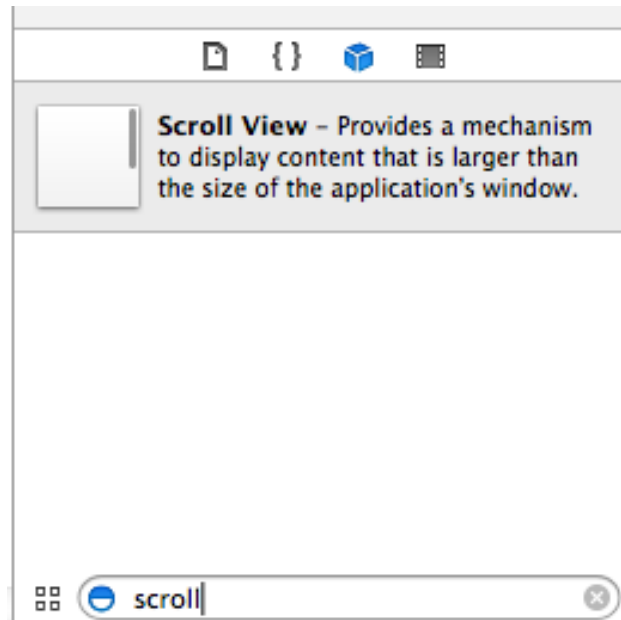 { }
Scroll View – Provides a mechanism
to display content that is larger than
the size of the application's window.
scroll